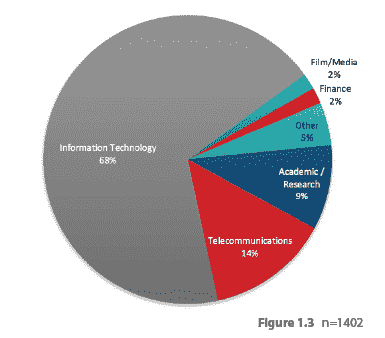 Film/Media
2%
Finance
2%
Other
5%
Information Technology
68%
Academic /
Research
9%
Telecommunications
14%
Figure 1.3 n=1402